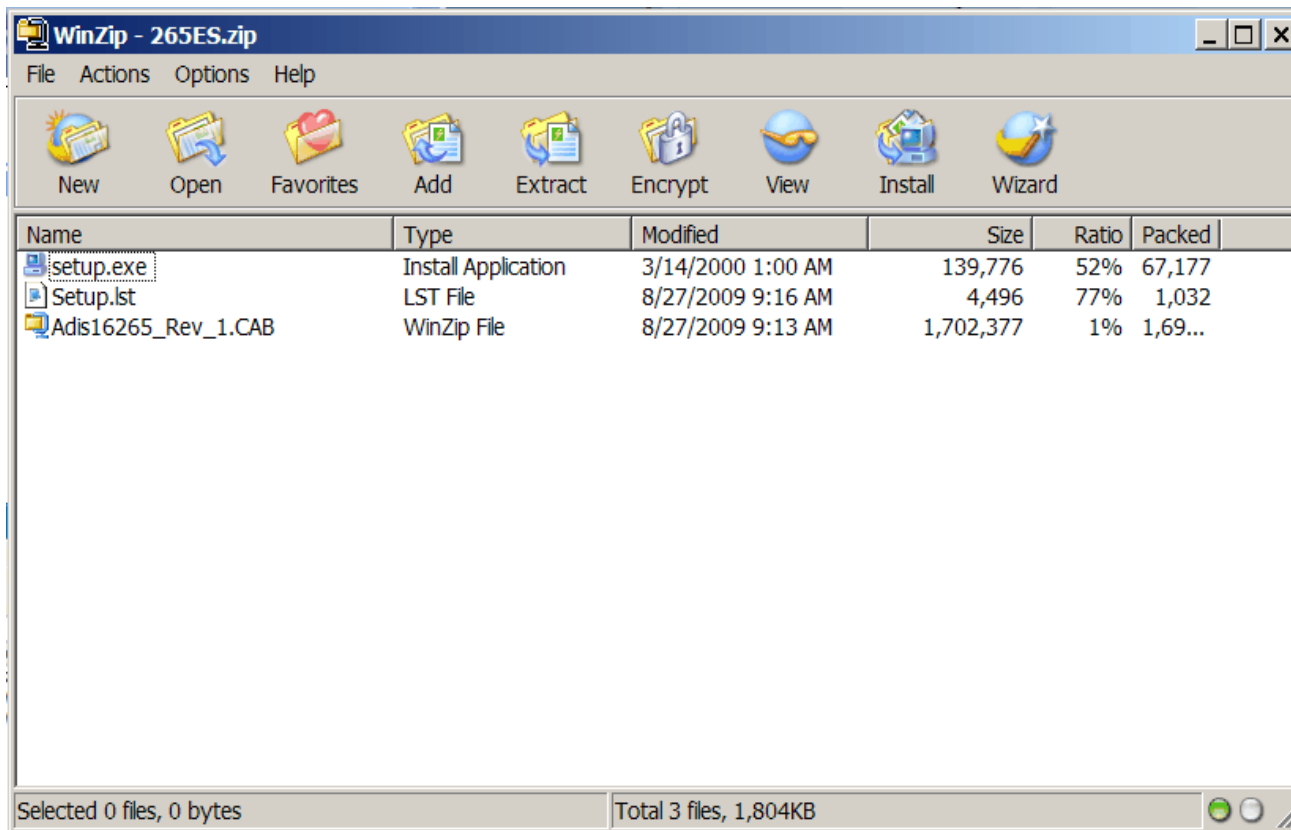 WinZip - 265ES.zip
File Actions Options Help
New Open Favorites Add Extract Encrypt View Install Wizard
Name Type Modified Size Ratio Packed
setup.exe Install Application 3/14/2000 1:00 AM 139,776 52% 67,177
Setup.lst LST File 8/27/2009 9:16 AM 4,496 77% 1,032
Adis16265_Rev_1.CAB WinZip File 8/27/2009 9:13 AM 1,702,377 1% 1,69...
Selected 0 files, 0 bytes Total 3 files, 1,804KB